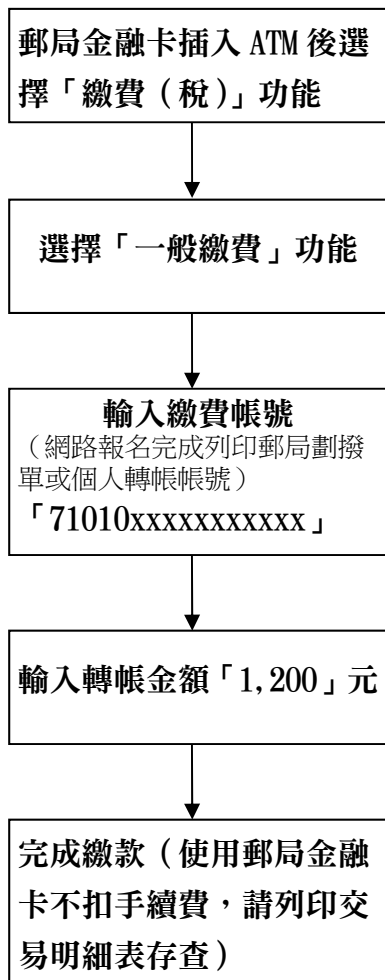 郵局金融卡插入 ATM 後選
擇「繳費（稅）」功能
選擇「一般繳費」功能
輸入繳費帳號
（網路報名完成列印郵局劃撥
單或個人轉帳帳號）
「71010xxxxxxxxxxx」
輸入轉帳金額「1,200」元
完成繳款（使用郵局金融
卡不扣手續費，請列印交
易明細表存查）